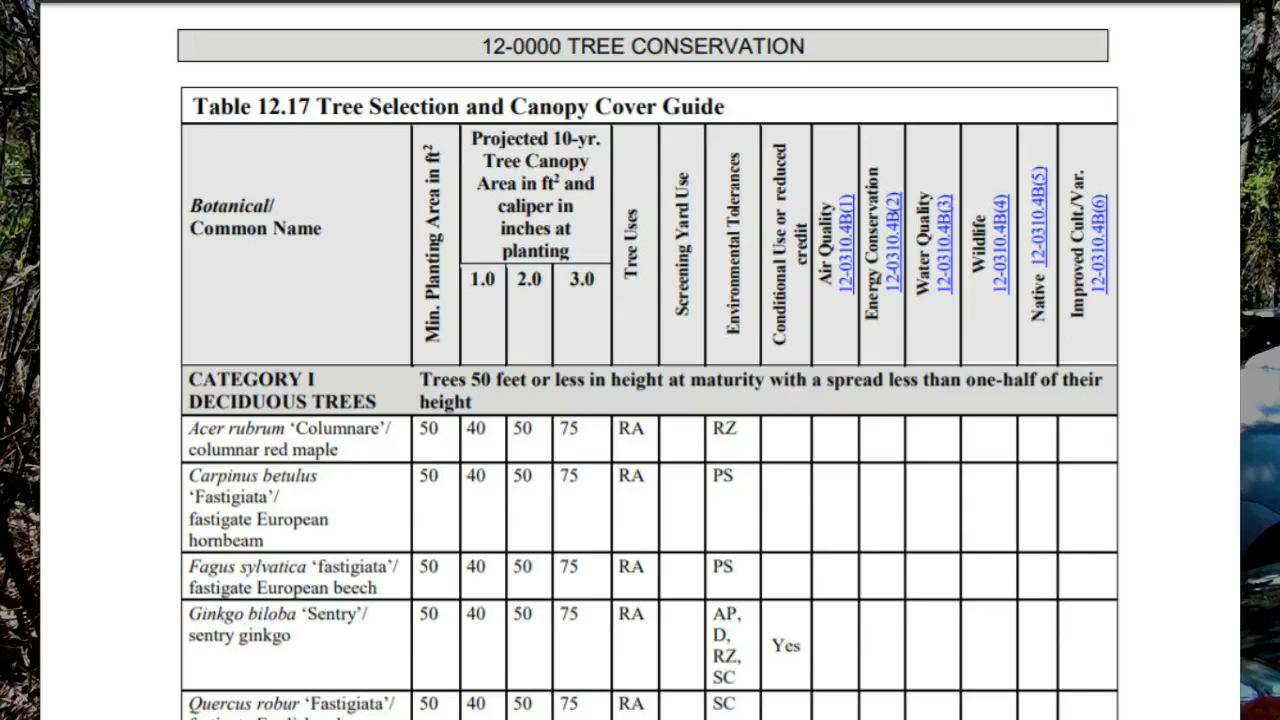 12-0000 TREE CONSERVATION
Table 12.17 Tree Selection and Canopy Cover Guide
Botanical/
Common Name
Min. Planting Area in ft²
Projected 10-yr.
Tree Canopy
Area in ft² and
caliper in
inches at
planting
1.0 2.0 3.0
Tree Uses
Screening Yard Use
Environmental Tolerances
Conditional Use or reduced
credit
Air Quality
12-0310.4B(1)
Energy Conservation
12-0310.4B(2)
Water Quality
12-0310.4B(3)
Wildlife
12-0310.4B(4)
Native 12-0310.4B(5)
Improved Cult./Var.
12-0310.4B(6)
CATEGORY I
DECIDUOUS TREES
Trees 50 feet or less in height at maturity with a spread less than one-half of their
height
Acer rubrum ‘Columnare’/ 50 40 50 75 RA RZ
columnar red maple
Carpinus betulus 50 40 50 75 RA PS
‘Fastigiata’/
fastigate European
hornbeam
Fagus sylvatica ‘fastigiata’/ 50 40 50 75 RA PS
fastigate European beech
Ginkgo biloba ‘Sentry’/ 50 40 50 75 RA AP,
sentry ginkgo D,
Yes
RZ,
SC
Quercus robur ‘Fastigiata’/ 50 40 50 75 RA SC